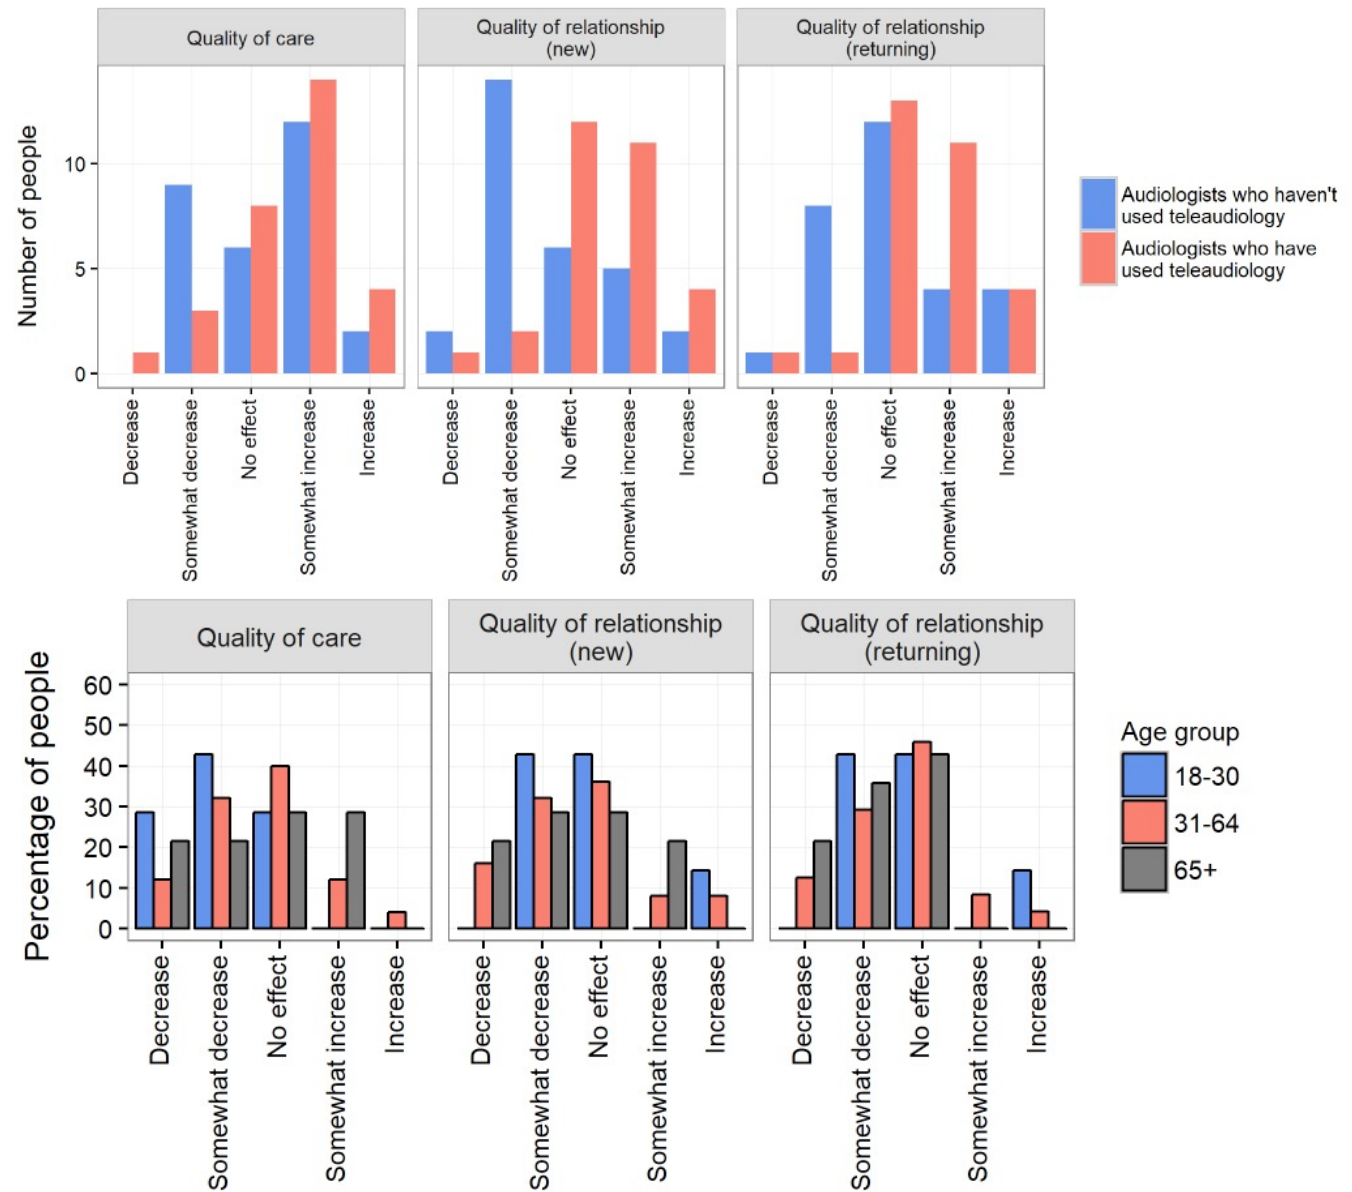 Quality of care
Quality of relationship
(new)
Quality of relationship
(returning)
Number of people
10
5
0
Decrease
Somewhat decrease
No effect
Somewhat increase
Increase
Decrease
Somewhat decrease
No effect
Somewhat increase
Increase
Decrease
Somewhat decrease
No effect
Somewhat increase
Increase
Audiologists who haven't
used teleaudiology
Audiologists who have
used teleaudiology
Quality of care
Quality of relationship
(new)
Quality of relationship
(returning)
Percentage of people
60
50
40
30
20
10
0
Decrease
Somewhat decrease
No effect
Somewhat increase
Increase
Decrease
Somewhat decrease
No effect
Somewhat increase
Increase
Decrease
Somewhat decrease
No effect
Somewhat increase
Increase
Age group
18-30
31-64
65+